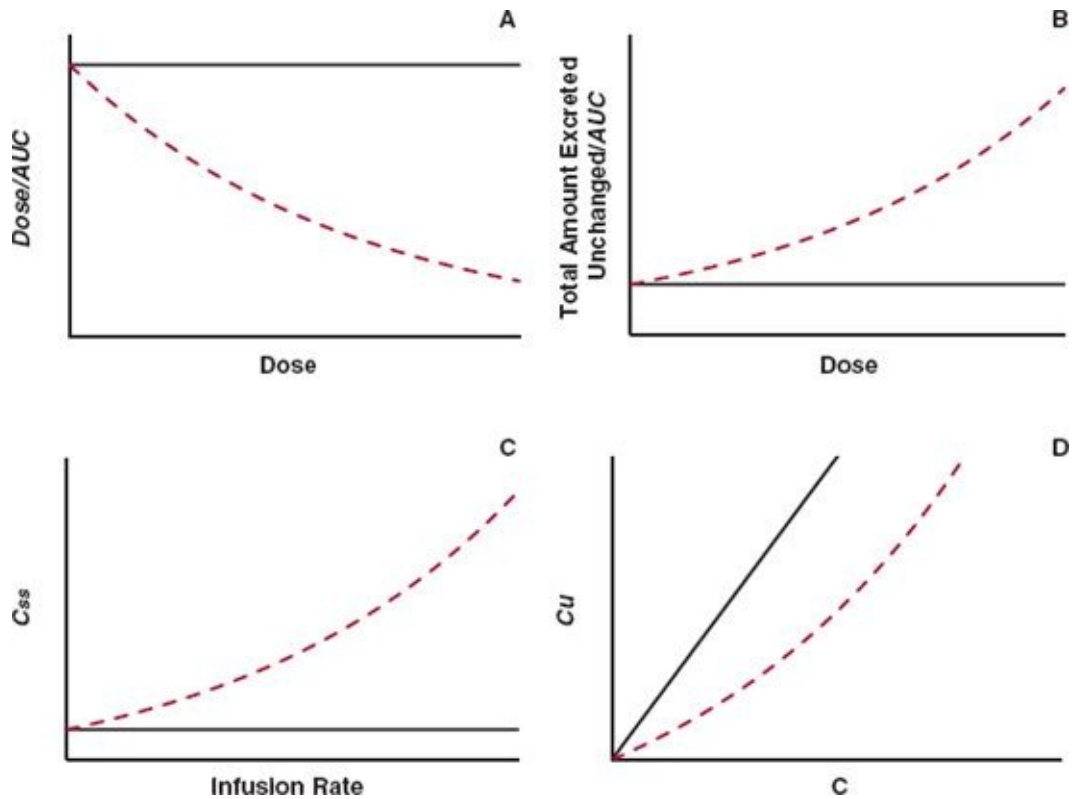 A
Dose/AUC
Dose
B
Total Amount Excreted
Unchanged/AUC
Dose
C
Css
Infusion Rate
D
Cu
C